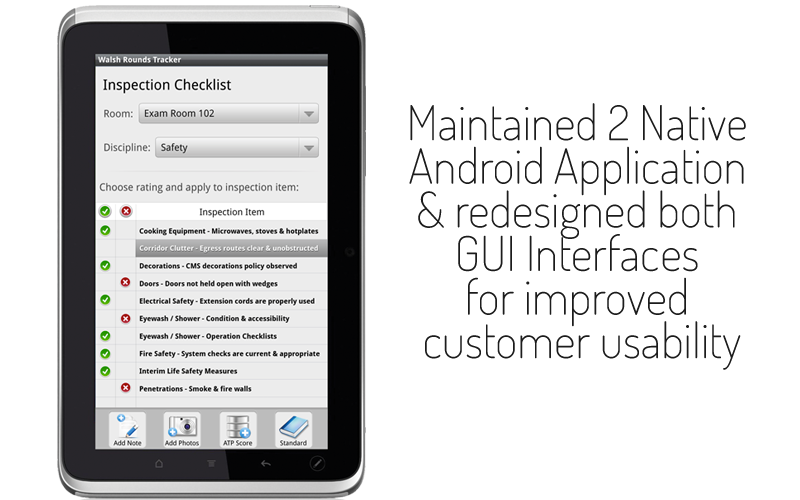 Walsh Rounds Tracker
Inspection Checklist
Room: Exam Room 102
Discipline: Safety
Choose rating and apply to inspection item:
Inspection Item
Cooking Equipment - Microwaves, stoves & hotplates
Corridor Clutter - Egress routes clear & unobstructed
Decorations - CMS decorations policy observed
Doors - Doors not held open with wedges
Electrical Safety - Extension cords are properly used
Eyewash / Shower - Condition & accessibility
Eyewash / Shower - Operation Checklists
Fire Safety - System checks are current & appropriate
Interim Life Safety Measures
Penetrations - Smoke & fire walls
Add Note Add Photos ATP Score Standard
Maintained 2 Native
Android Application
& redesigned both
GUI Interfaces
for improved
customer usability